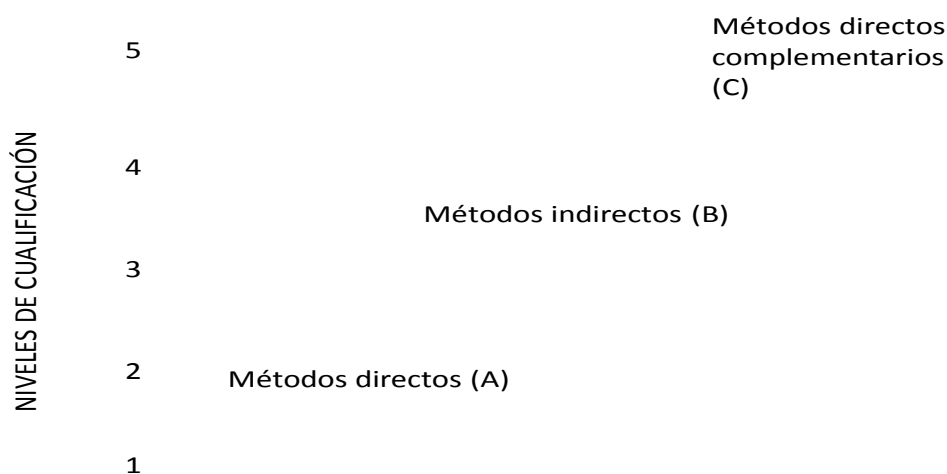 Métodos directos
complementarios
(C)
5
4
Métodos indirectos (B)
3
2
Métodos directos (A)
1
NIVELES DE CUALIFICACIÓN